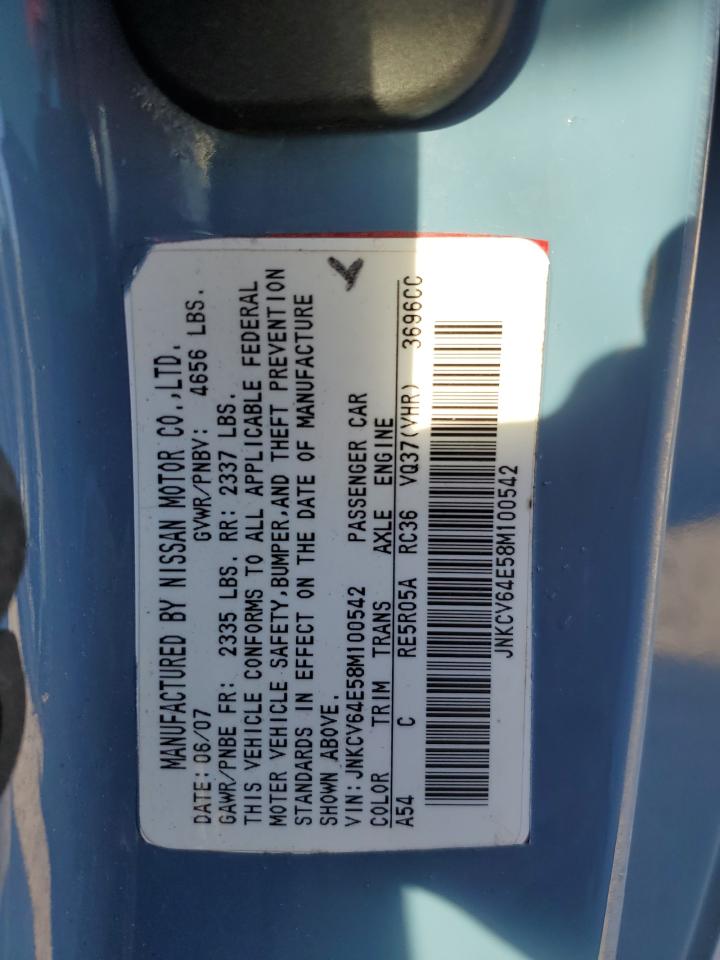 MANUFACTURED BY NISSAN MOTOR CO.,LTD.
DATE: 06/07 GVWR/PNBV: 4656 LBS.
GAWR/PNBE FR: 2335 LBS. RR: 2337 LBS.
THIS VEHICLE CONFORMS TO ALL APPLICABLE FEDERAL
MOTOR VEHICLE SAFETY,BUMPER,AND THEFT PREVENTION
STANDARDS IN EFFECT ON THE DATE OF MANUFACTURE
SHOWN ABOVE.
VIN:JNKCV64E58M100542 PASSENGER CAR
COLOR TRIM TRANS AXLE ENGINE
A54 C RE5R05A RC36 VQ37(VHR) 3696CC
JNKCV64E58M100542